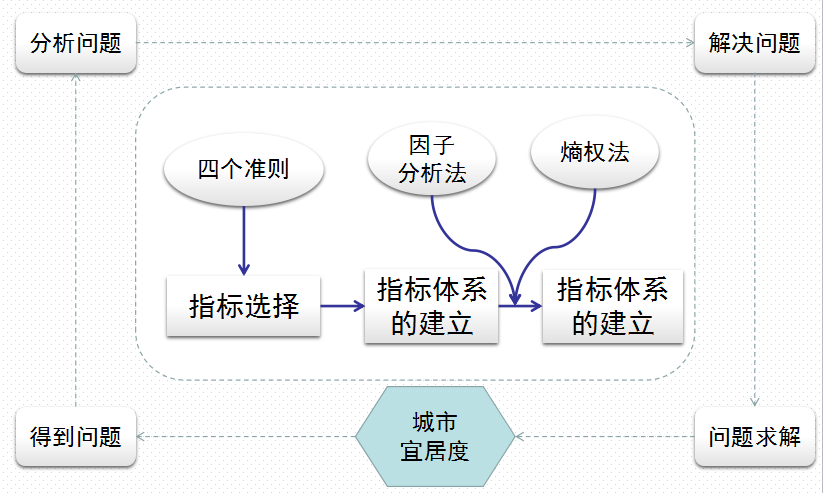 分析问题
解决问题
四个准则
因子
分析法
熵权法
指标选择
指标体系
的建立
指标体系
的建立
得到问题
城市
宜居度
问题求解